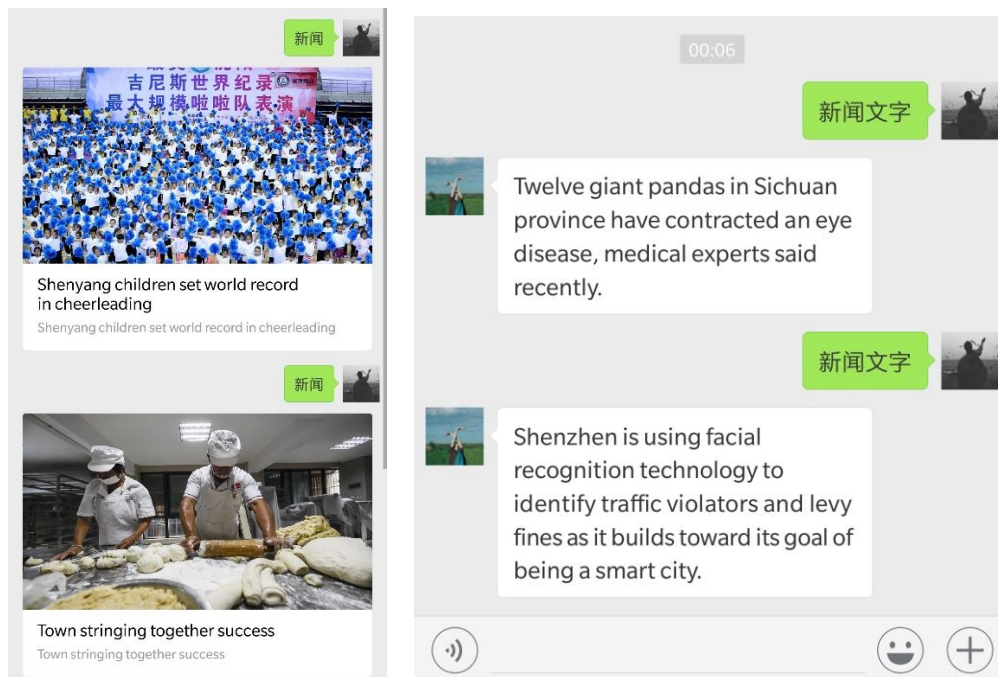 新闻
吉尼斯世界纪录
最大规模啦啦队表演
Shenyang children set world record
in cheerleading
Shenyang children set world record in cheerleading
新闻
Town stringing together success
Town stringing together success
00:06
新闻文字
Twelve giant pandas in Sichuan
province have contracted an eye
disease, medical experts said
recently.
新闻文字
Shenzhen is using facial
recognition technology to
identify traffic violators and levy
fines as it builds toward its goal of
being a smart city.